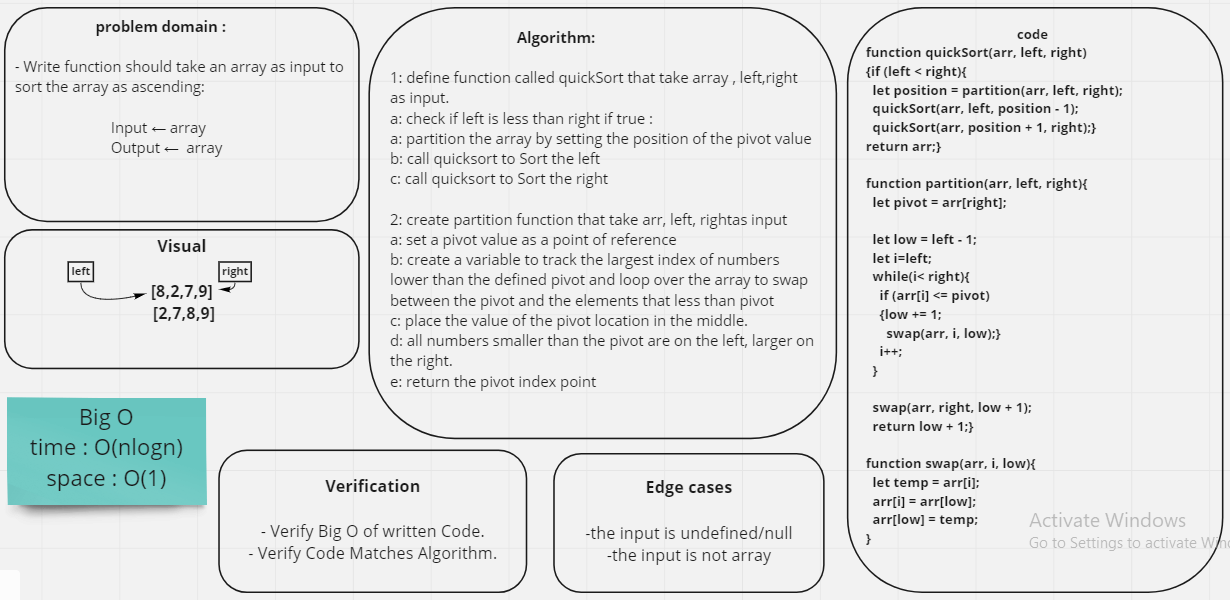 problem domain :
- Write function should take an array as input to
sort the array as ascending:
Input ← array
Output ← array
Visual
left
right
[8,2,7,9]
[2,7,8,9]
Big O
time : O(nlogn)
space : O(1)
Algorithm:
1: define function called quickSort that take array , left,right
as input.
a: check if left is less than right if true :
a: partition the array by setting the position of the pivot value
b: call quicksort to Sort the left
c: call quicksort to Sort the right
2: create partition function that take arr, left, rightas input
a: set a pivot value as a point of reference
b: create a variable to track the largest index of numbers
lower than the defined pivot and loop over the array to swap
between the pivot and the elements that less than pivot
c: place the value of the pivot location in the middle.
d: all numbers smaller than the pivot are on the left, larger on
the right.
e: return the pivot index point
Verification
- Verify Big O of written Code.
- Verify Code Matches Algorithm.
Edge cases
-the input is undefined/null
-the input is not array
code
function quickSort(arr, left, right)
{if (left < right){
let position = partition(arr, left, right);
quickSort(arr, left, position - 1);
quickSort(arr, position + 1, right);}
return arr;}
function partition(arr, left, right){
let pivot = arr[right];
let low = left - 1;
let i=left;
while(i< right){
if (arr[i] <= pivot)
{low += 1;
swap(arr, i, low);}
i++;
}
swap(arr, right, low + 1);
return low + 1;}
function swap(arr, i, low){
let temp = arr[i];
arr[i] = arr[low];
arr[low] = temp;
}
Activate Windows
Go to Settings to activate Win